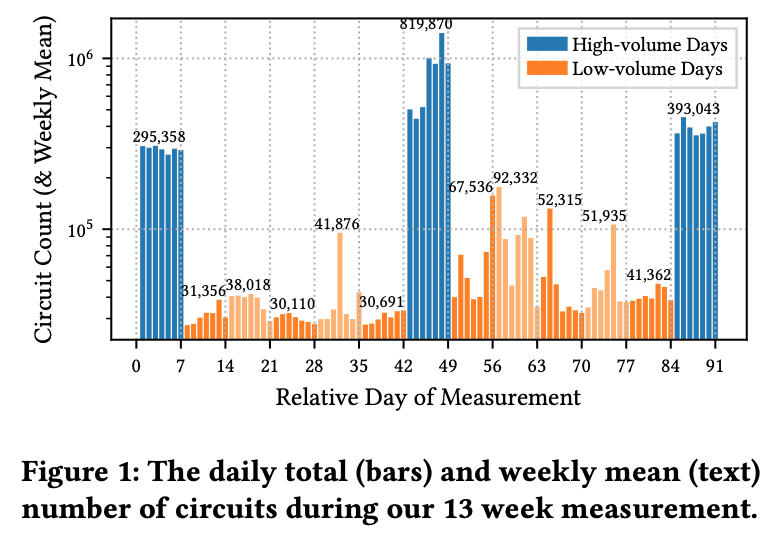 819,870
10⁶
High-volume Days
Low-volume Days
295,358
393,043
67,536
92,332
52,315
51,935
41,876
10⁵
31,356
38,018
30,110
30,691
41,362
Circuit Count (& Weekly Mean)
0 7 14 21 28 35 42 49 56 63 70 77 84 91
Relative Day of Measurement
Figure 1: The daily total (bars) and weekly mean (text)
number of circuits during our 13 week measurement.